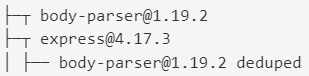 ├─┬ body-parser@1.19.2
├─┬ express@4.17.3
│ ├── body-parser@1.19.2 deduped